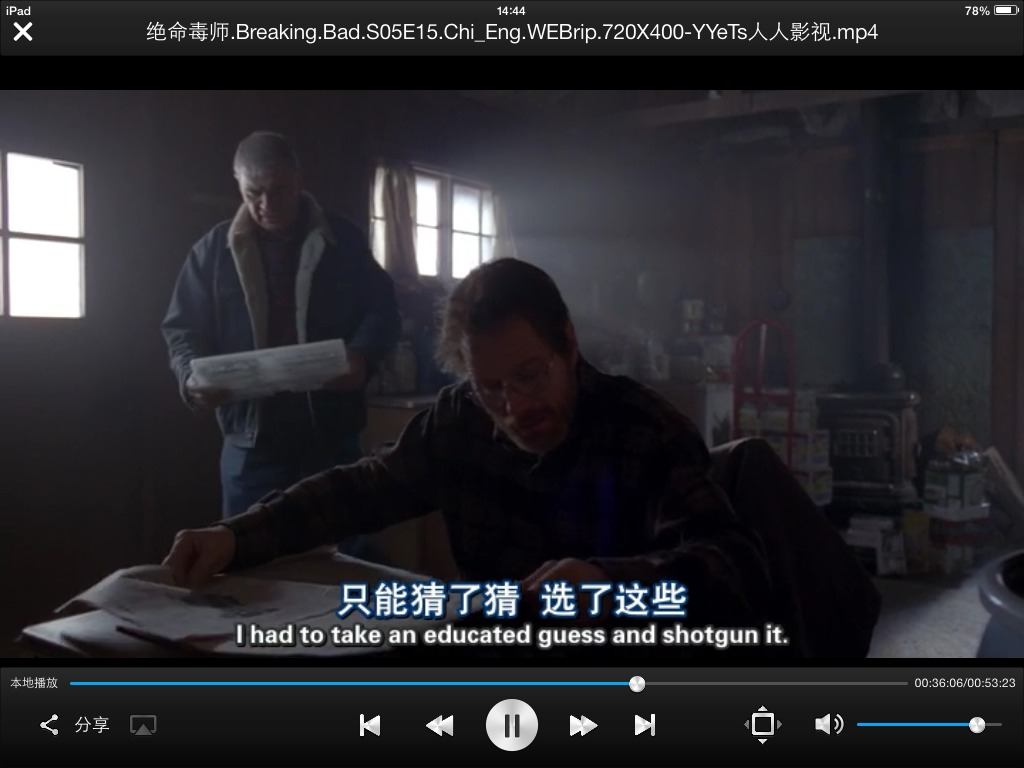 iPad 14:44 78%
绝命毒师.Breaking.Bad.S05E15.Chi_Eng.WEBrip.720X400-YYeTs人人影视.mp4
只能猜了猜 选了这些
I had to take an educated guess and shotgun it.
本地播放 00:36:06/00:53:23
分享